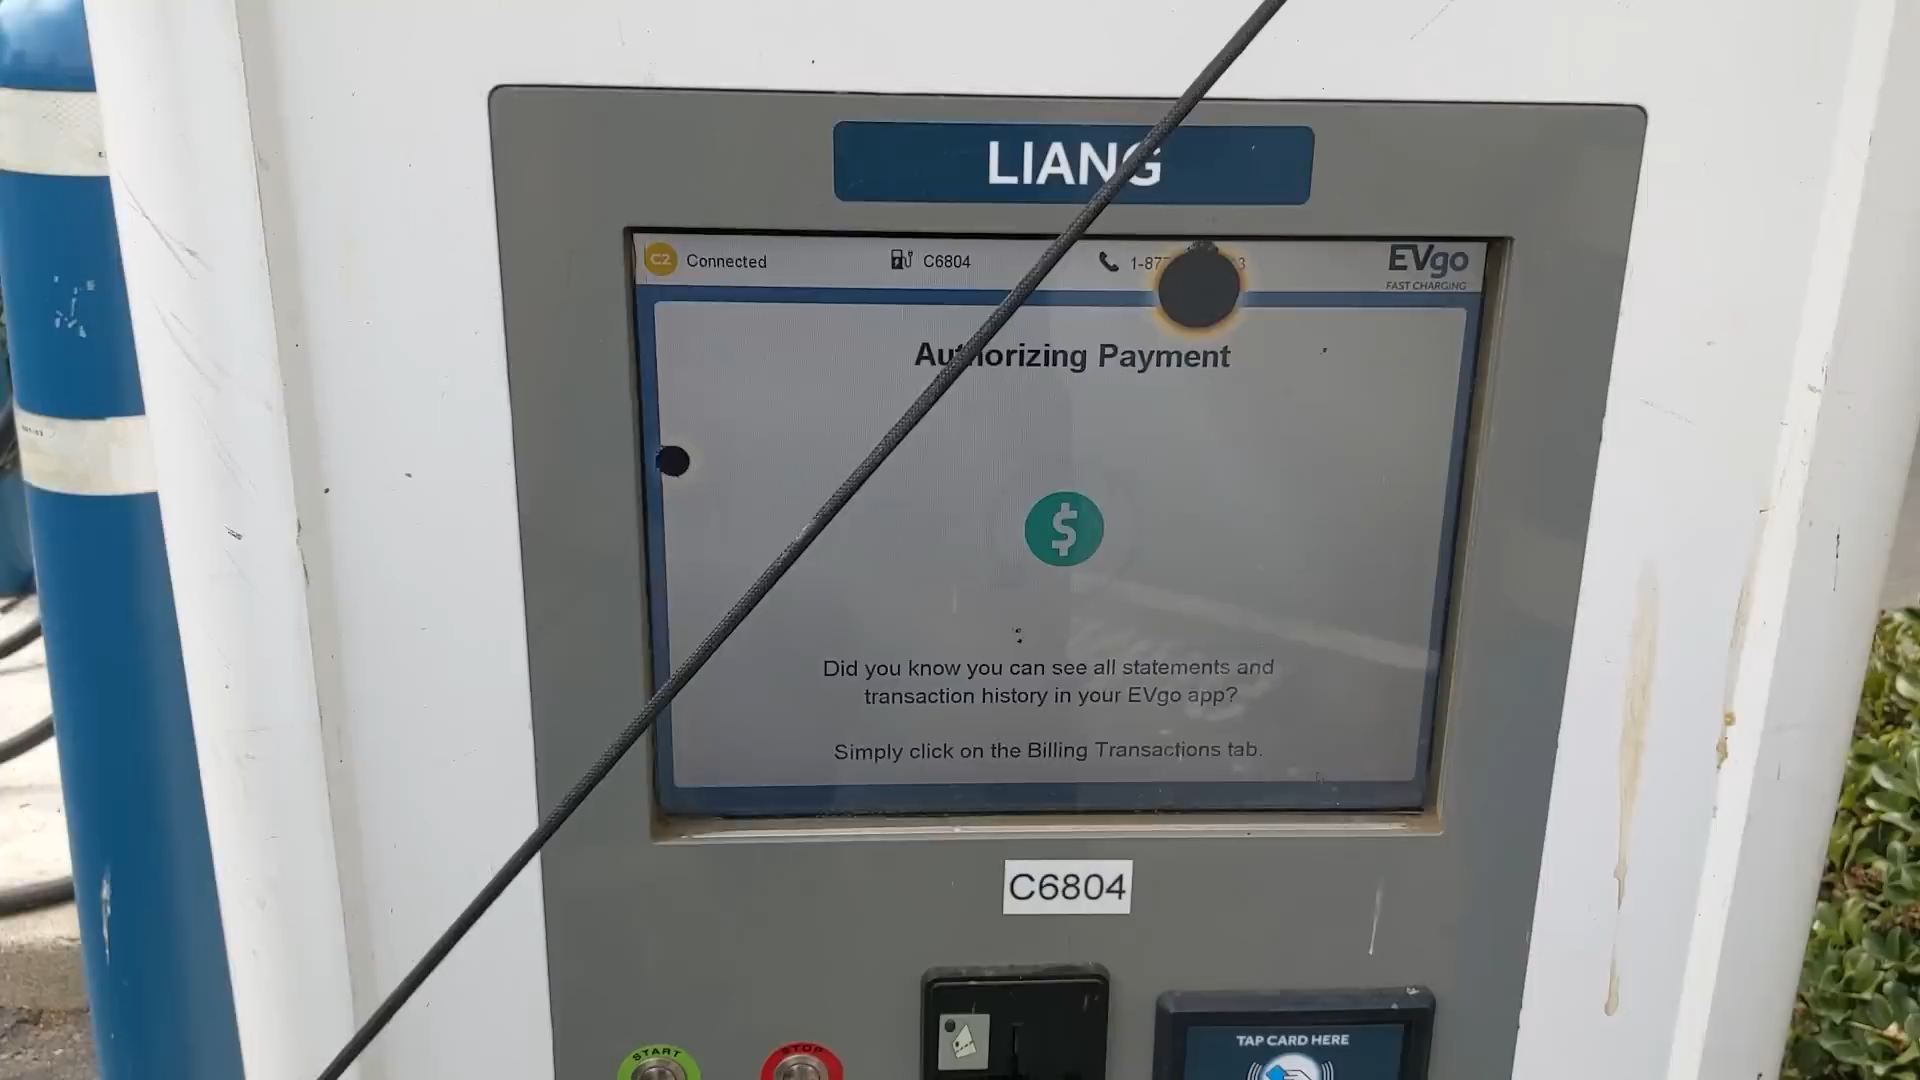 LIANG
C2 Connected
C6804
EVgo
FAST CHARGING
Authorizing Payment
$
Did you know you can see all statements and
transaction history in your EVgo app?
Simply click on the Billing Transactions tab.
C6804
START
STOP
TAP CARD HERE